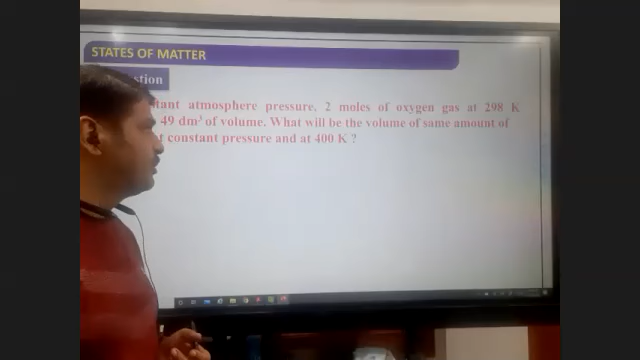 STATES OF MATTER
stion
tant atmosphere pressure, 2 moles of oxygen gas at 298 K
49 dm³ of volume. What will be the volume of same amount of
t constant pressure and at 400 K ?